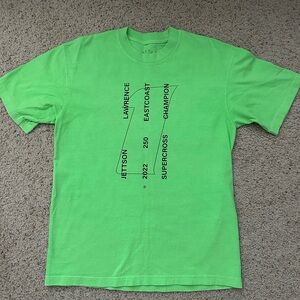 JETTSON LAWRENCE
2022 250 EASTCOAST
SUPERCROSS CHAMPION